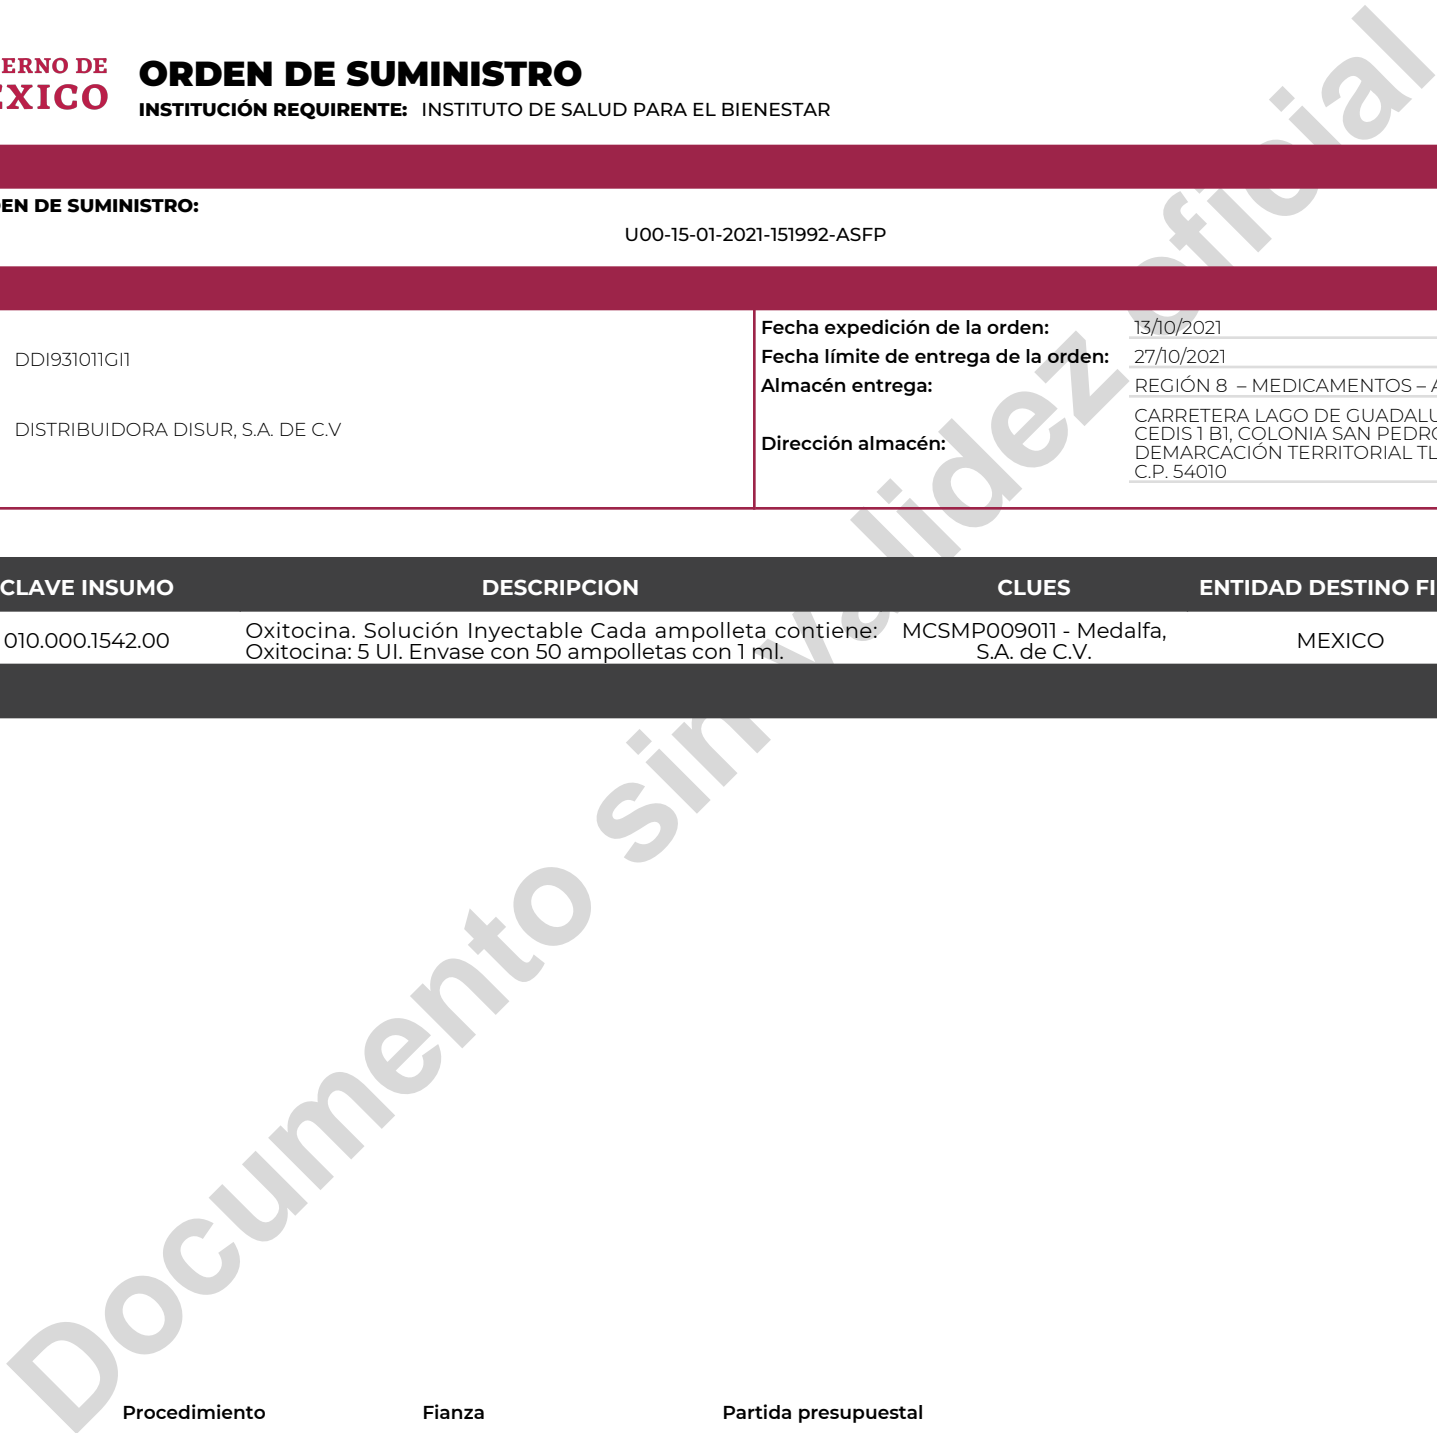 ERNO DE
EXICO
ORDEN DE SUMINISTRO
INSTITUCIÓN REQUIRENTE: INSTITUTO DE SALUD PARA EL BIENESTAR
EN DE SUMINISTRO:
U00-15-01-2021-151992-ASFP
DDI931011GI1
DISTRIBUIDORA DISUR, S.A. DE C.V
Fecha expedición de la orden: 13/10/2021
Fecha límite de entrega de la orden: 27/10/2021
Almacén entrega: REGIÓN 8 – MEDICAMENTOS – A
Dirección almacén:
CARRETERA LAGO DE GUADALU
CEDIS 1 B1, COLONIA SAN PEDRO
DEMARCACIÓN TERRITORIAL TL
C.P. 54010
CLAVE INSUMO DESCRIPCION CLUES ENTIDAD DESTINO FI
010.000.1542.00
Oxitocina. Solución Inyectable Cada ampolleta contiene:
Oxitocina: 5 UI. Envase con 50 ampolletas con 1 ml.
MCSMP009011 - Medalfa,
S.A. de C.V.
MEXICO
Documento sin validez oficial
Procedimiento Fianza Partida presupuestal